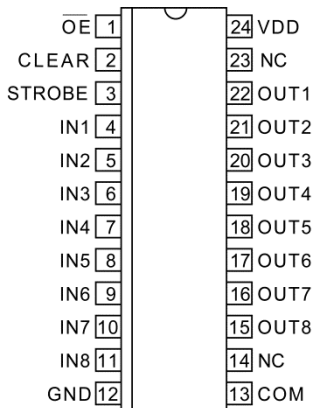 OE 1 24 VDD
CLEAR 2 23 NC
STROBE 3 22 OUT1
IN1 4 21 OUT2
IN2 5 20 OUT3
IN3 6 19 OUT4
IN4 7 18 OUT5
IN5 8 17 OUT6
IN6 9 16 OUT7
IN7 10 15 OUT8
IN8 11 14 NC
GND 12 13 COM